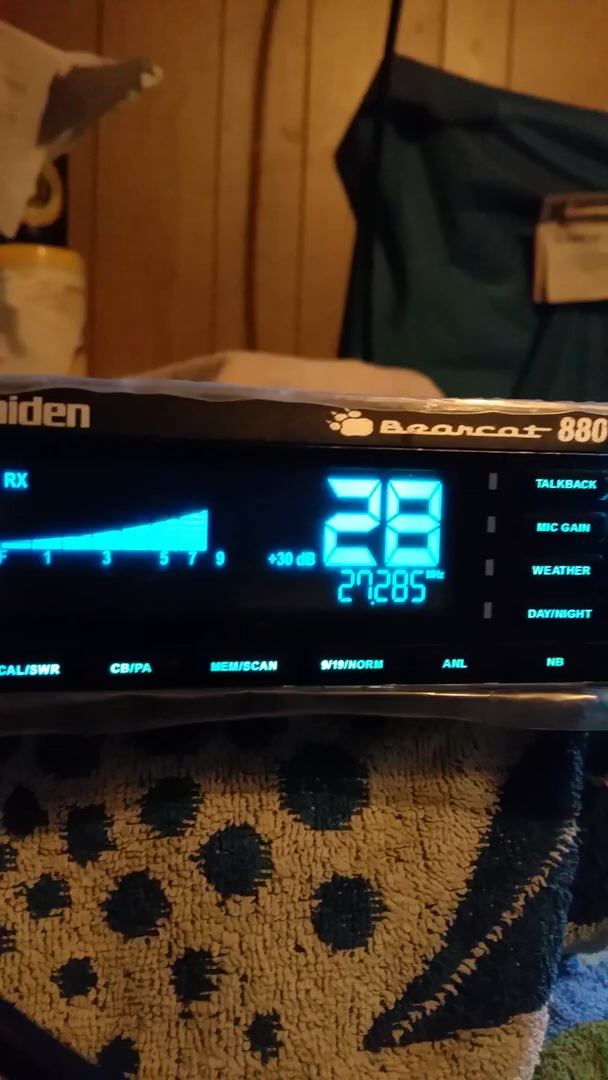 niden
Bearcat 880
RX
TALKBACK
28
MIC GAIN
F 1 3 5 7 9 +30 dB
27.285 MHz
WEATHER
DAY/NIGHT
CAL/SWR CB/PA MEM/SCAN 9/19/NORM ANL NB